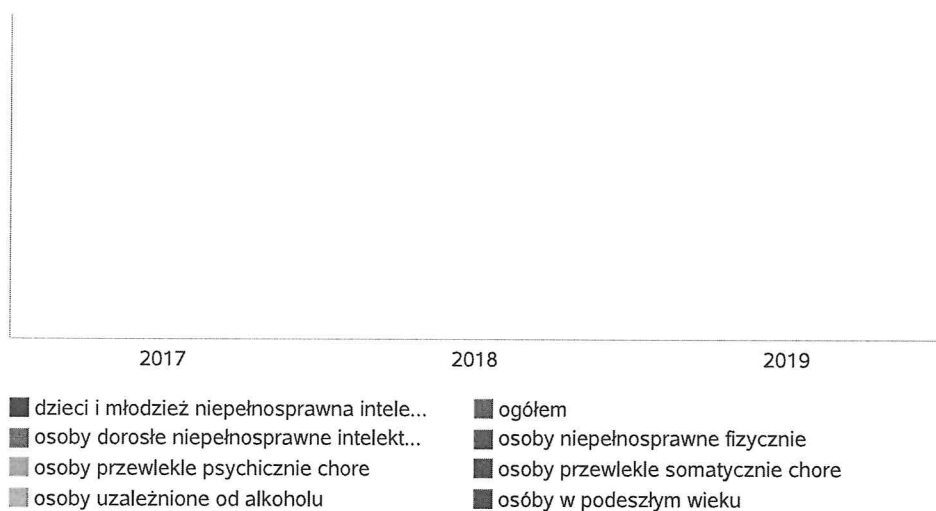 2017 2018 2019
dzieci i młodzież niepełnosprawna intele...
osoby dorosłe niepełnosprawne intelekt...
osoby przewlekle psychicznie chore
osoby uzależnione od alkoholu
ogółem
osoby niepełnosprawne fizycznie
osoby przewlekle somatycznie chore
osóby w podeszłym wieku